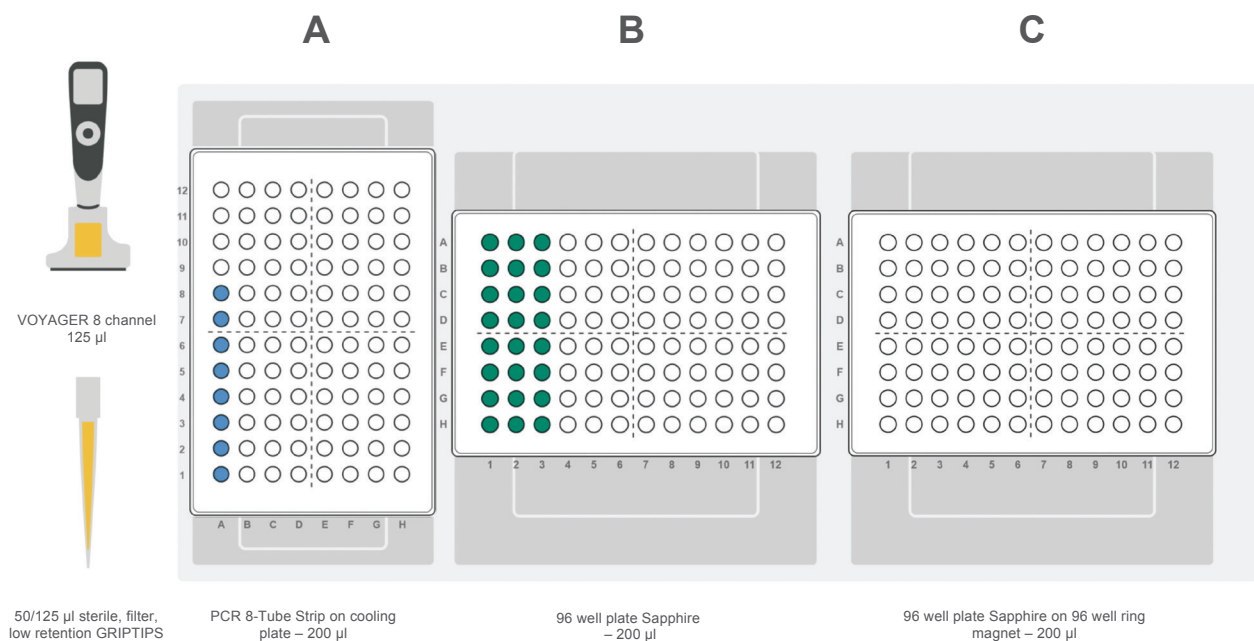 A
B
C
12
11
10
9
8
7
6
5
4
3
2
1
A B C D E F G H
A
B
C
D
E
F
G
H
1 2 3 4 5 6 7 8 9 10 11 12
A
B
C
D
E
F
G
H
1 2 3 4 5 6 7 8 9 10 11 12
VOYAGER 8 channel
125 µl
50/125 µl sterile, filter,
low retention GRIPTIPS
PCR 8-Tube Strip on cooling
plate – 200 µl
96 well plate Sapphire
– 200 µl
96 well plate Sapphire on 96 well ring
magnet – 200 µl